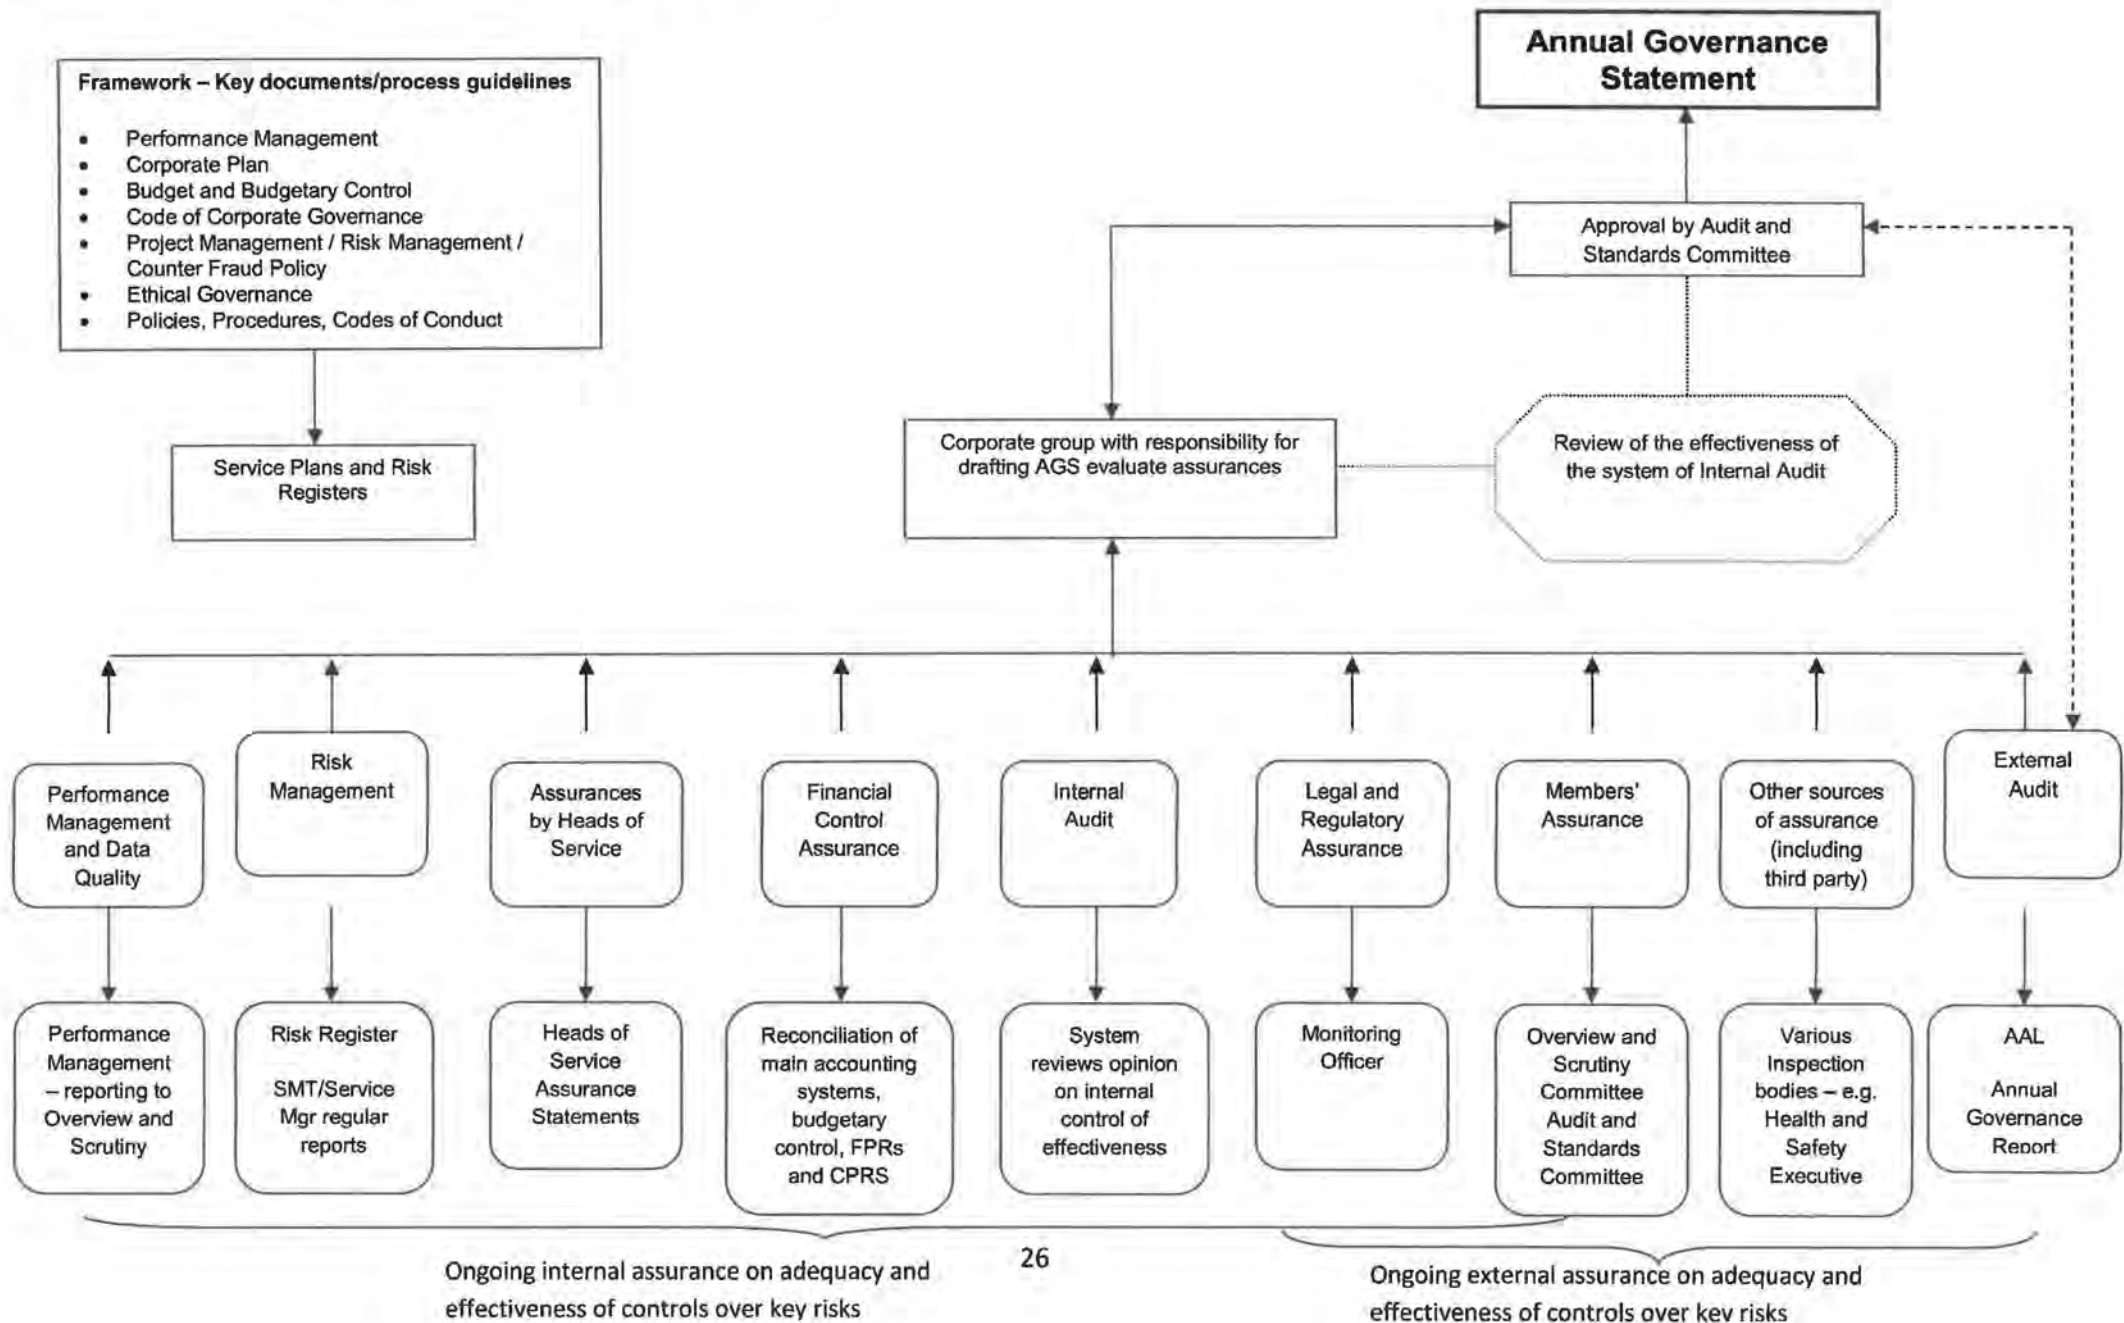 Annual Governance
Statement
Framework – Key documents/process guidelines
• Performance Management
• Corporate Plan
• Budget and Budgetary Control
• Code of Corporate Governance
• Project Management / Risk Management /
Counter Fraud Policy
• Ethical Governance
• Policies, Procedures, Codes of Conduct
Approval by Audit and
Standards Committee
Service Plans and Risk
Registers
Corporate group with responsibility for
drafting AGS evaluate assurances
Review of the effectiveness of
the system of Internal Audit
Performance
Management
and Data
Quality
Risk
Management
Assurances
by Heads of
Service
Financial
Control
Assurance
Internal
Audit
Legal and
Regulatory
Assurance
Members'
Assurance
Other sources
of assurance
(including
third party)
External
Audit
Performance
Management
– reporting to
Overview and
Scrutiny
Risk Register
SMT/Service
Mgr regular
reports
Heads of
Service
Assurance
Statements
Reconciliation of
main accounting
systems,
budgetary
control, FPRs
and CPRS
System
reviews opinion
on internal
control of
effectiveness
Monitoring
Officer
Overview and
Scrutiny
Committee
Audit and
Standards
Committee
Various
Inspection
bodies – e.g.
Health and
Safety
Executive
AAL
Annual
Governance
Report
Ongoing internal assurance on adequacy and
effectiveness of controls over key risks
26
Ongoing external assurance on adequacy and
effectiveness of controls over key risks